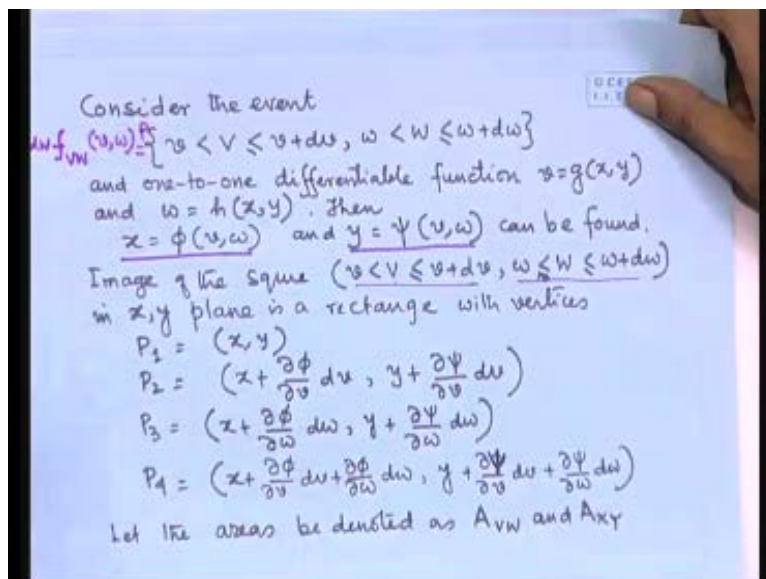 Consider the event
f_VW (v,w) = P{ v < V ≤ v+dv, w < W ≤ w+dw}
and one-to-one differentiable function v=g(x,y)
and w = h(x,y). Then
x = φ(v,w) and y = ψ(v,w) can be found.
Image of the squre (v<V ≤ v+dv, w ≤ W ≤ w+dw)
in x,y plane is a rectange with vertices
P₁ = (x,y)
P₂ = (x + ∂φ/∂v dv, y + ∂ψ/∂v dv)
P₃ = (x + ∂φ/∂w dw, y + ∂ψ/∂w dw)
P₄ = (x + ∂φ/∂v dv + ∂φ/∂w dw, y + ∂ψ/∂v dv + ∂ψ/∂w dw)
Let the areas be denoted as A_VW and A_XY